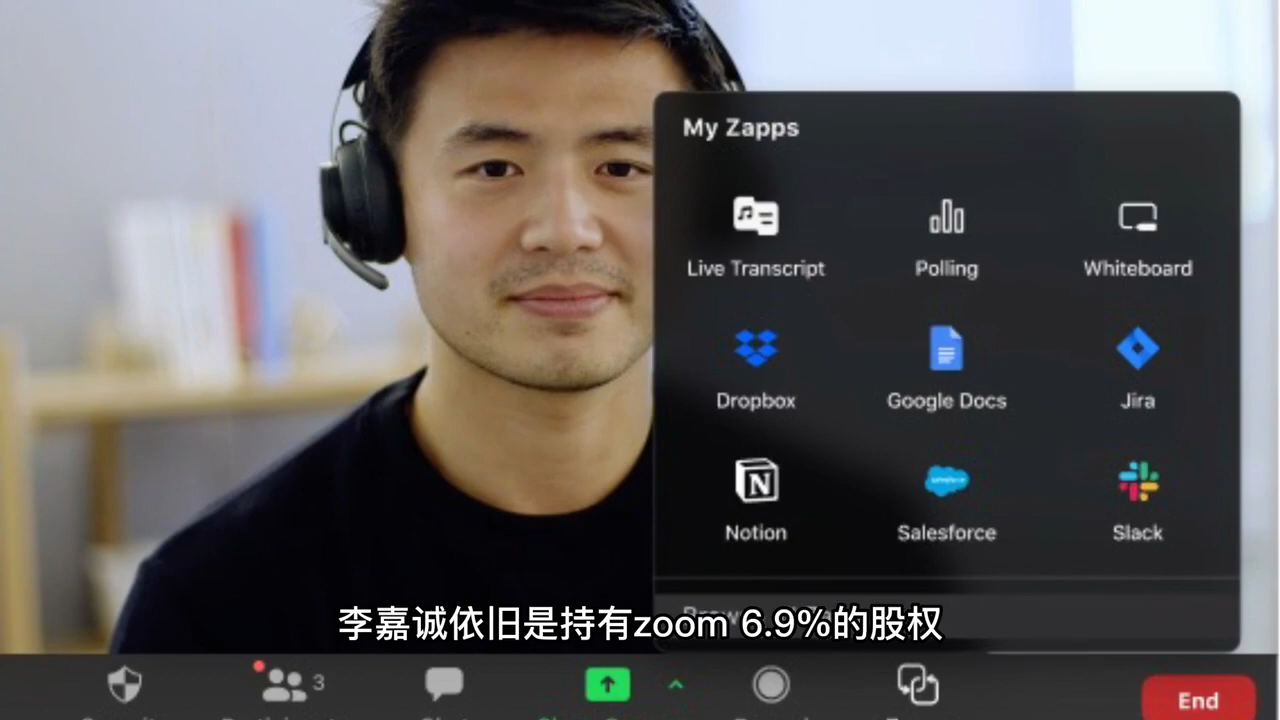 My Zapps
Live Transcript
Polling
Whiteboard
Dropbox
Google Docs
Jira
Notion
Salesforce
Slack
李嘉诚依旧是持有zoom 6.9%的股权
3
End